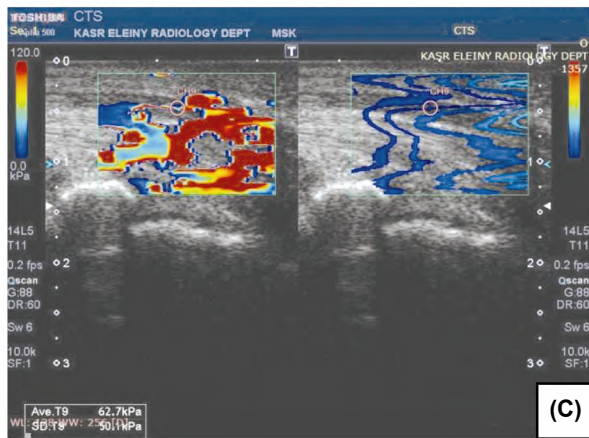 TOSHIBA CTS
KASR ELEINY RADIOLOGY DEPT MSK CTS
KASR ELEINY RADIOLOGY DEPT
120.0
0.0
kPa
T
T
CH9
CH9
1357
0
1
2
3
0
1
2
3
14L5
T11
0.2 fps
Qscan
G:88
DR:60
Sw 6
10.0k
SF:1
14L5
T11
0.2 fps
Qscan
G:88
DR:60
Sw 6
10.0k
SF:1
Ave.T9 62.7kPa
SD.T9 50.1kPa
(C)